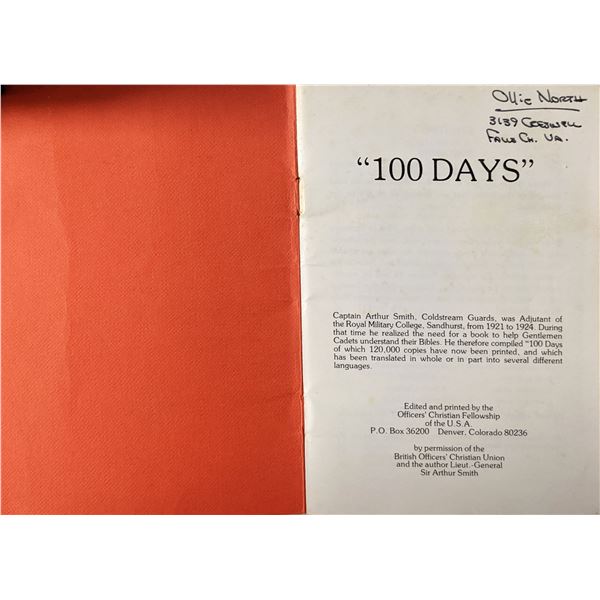 Ollie North
3139
Falls Ch. Va.
"100 DAYS"
Captain Arthur Smith, Coldstream Guards, was Adjutant of
the Royal Military College, Sandhurst, from 1921 to 1924. During
that time he realized the need for a book to help Gentlemen
Cadets understand their Bibles. He therefore compiled "100 Days
of which 120,000 copies have now been printed, and which
has been translated in whole or in part into several different
languages.
Edited and printed by the
Officers' Christian Fellowship
of the U.S.A.
P.O. Box 36200 Denver, Colorado 80236
by permission of the
British Officers' Christian Union
and the author Lieut.-General
Sir Arthur Smith